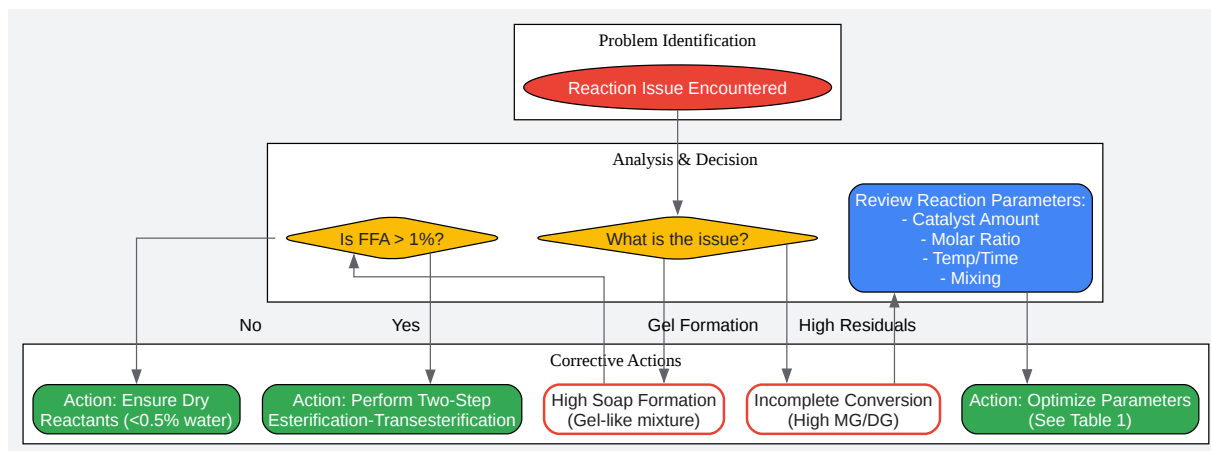 Problem Identification
Reaction Issue Encountered
Analysis & Decision
Is FFA > 1%?
What is the issue?
Review Reaction Parameters:
- Catalyst Amount
- Molar Ratio
- Temp/Time
- Mixing
No
Yes
Gel Formation
High Residuals
Corrective Actions
Action: Ensure Dry
Reactants (<0.5% water)
Action: Perform Two-Step
Esterification-Transesterification
High Soap Formation
(Gel-like mixture)
Incomplete Conversion
(High MG/DG)
Action: Optimize Parameters
(See Table 1)